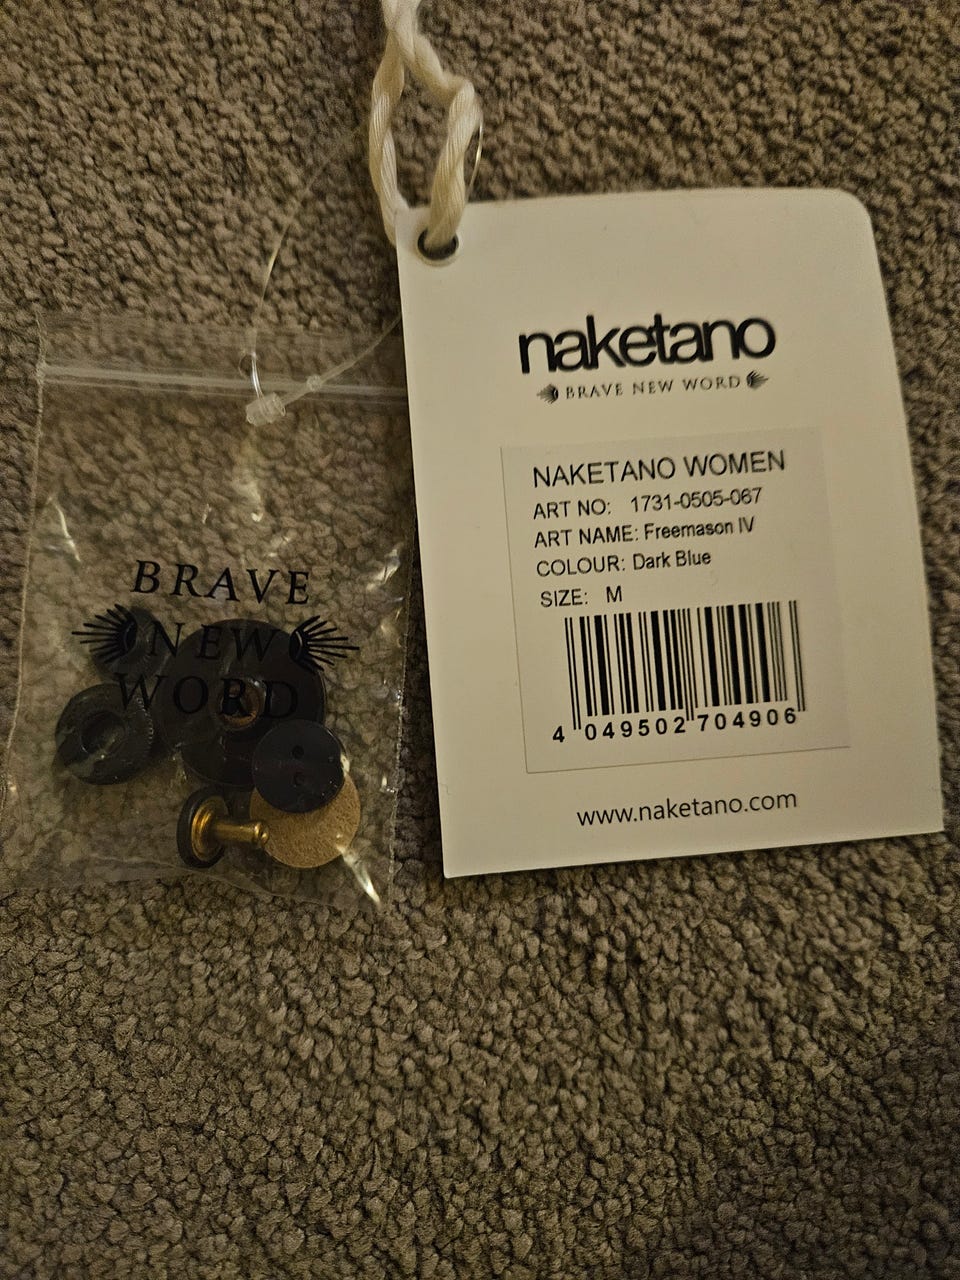 naketano
BRAVE NEW WORD
NAKETANO WOMEN
ART NO: 1731-0505-067
ART NAME: Freemason IV
COLOUR: Dark Blue
SIZE: M
4 049502 704906
www.naketano.com
BRAVE
NEW
WORD